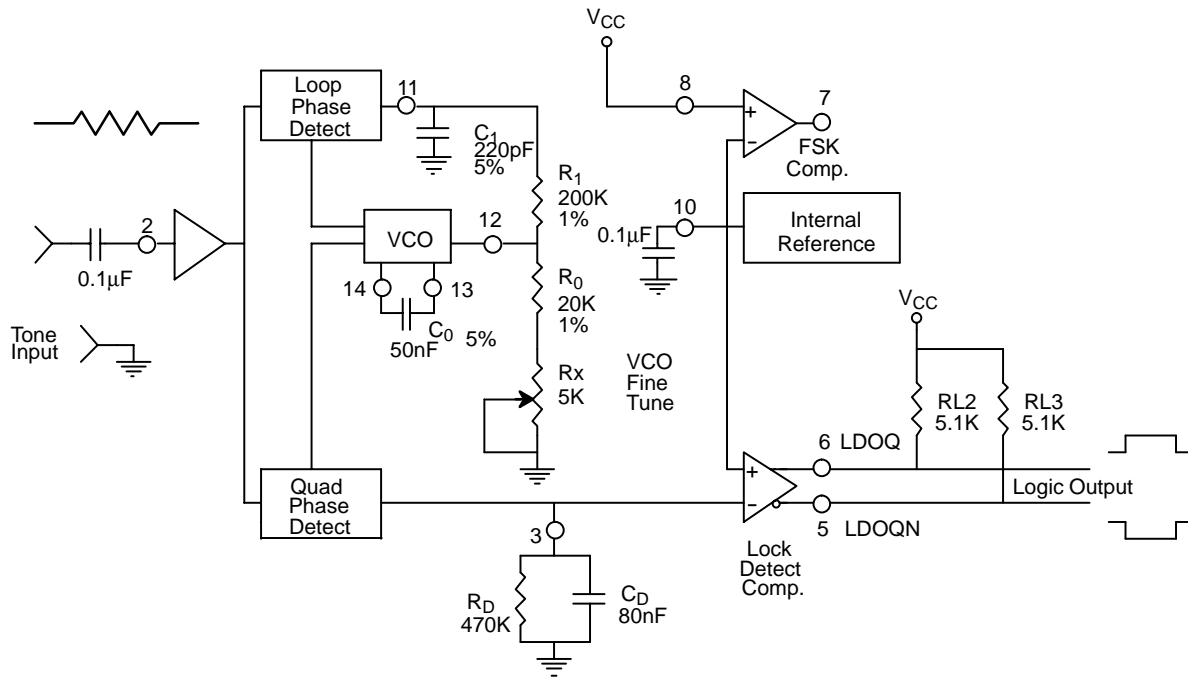 VCC
Loop
Phase
Detect
11
C1
220pF
5%
8
+
−
7
FSK
Comp.
R1
200K
1%
2
0.1µF
VCO
12
10
0.1µF
Internal
Reference
14
13
C0 5%
50nF
R0
20K
1%
Tone
Input
Rx
5K
VCO
Fine
Tune
VCC
RL2
5.1K
RL3
5.1K
6 LDOQ
+
−
Logic Output
5 LDOQN
Quad
Phase
Detect
3
Lock
Detect
Comp.
RD
470K
CD
80nF